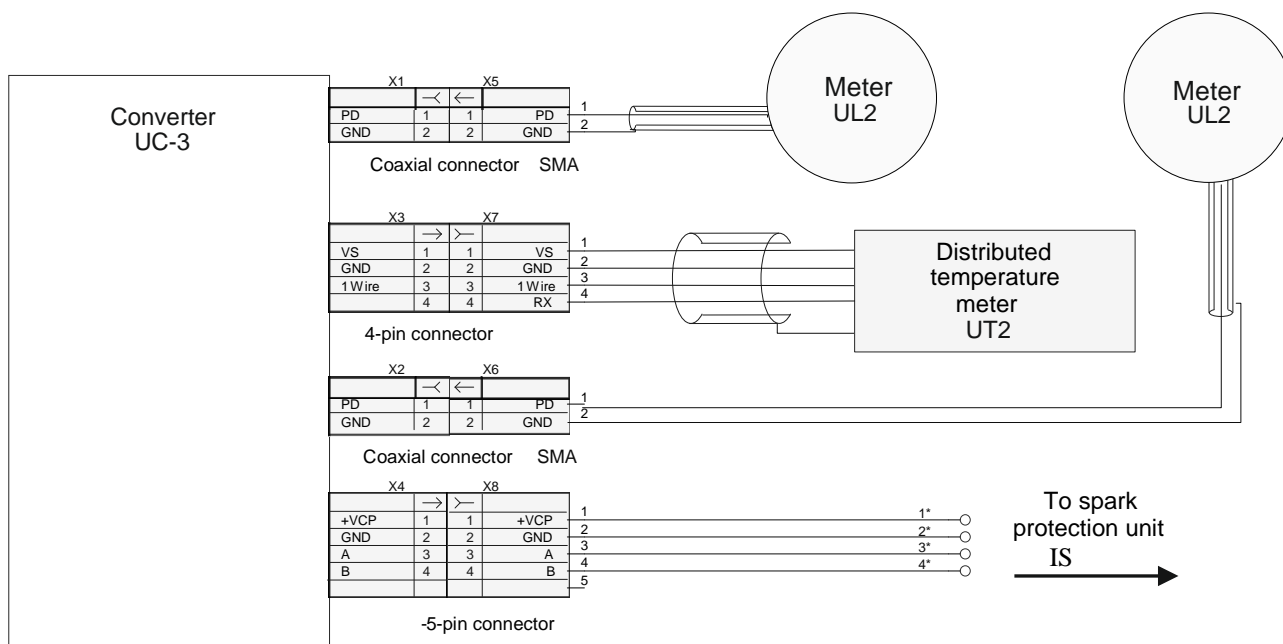 Converter
UC-3
X1 X5
PD 1 1 PD 1
GND 2 2 GND 2
Coaxial connector SMA
Meter
UL2
Meter
UL2
X3 X7
VS 1 1 VS 1
GND 2 2 GND 2
1Wire 3 3 1Wire 3
4 4 RX 4
4-pin connector
Distributed
temperature
meter
UT2
X2 X6
PD 1 1 PD 1
GND 2 2 GND 2
Coaxial connector SMA
X4 X8
+VCP 1 1 +VCP 1 1*
GND 2 2 GND 2 2*
A 3 3 A 3 3*
B 4 4 B 4 4*
5
-5-pin connector
To spark
protection unit
IS